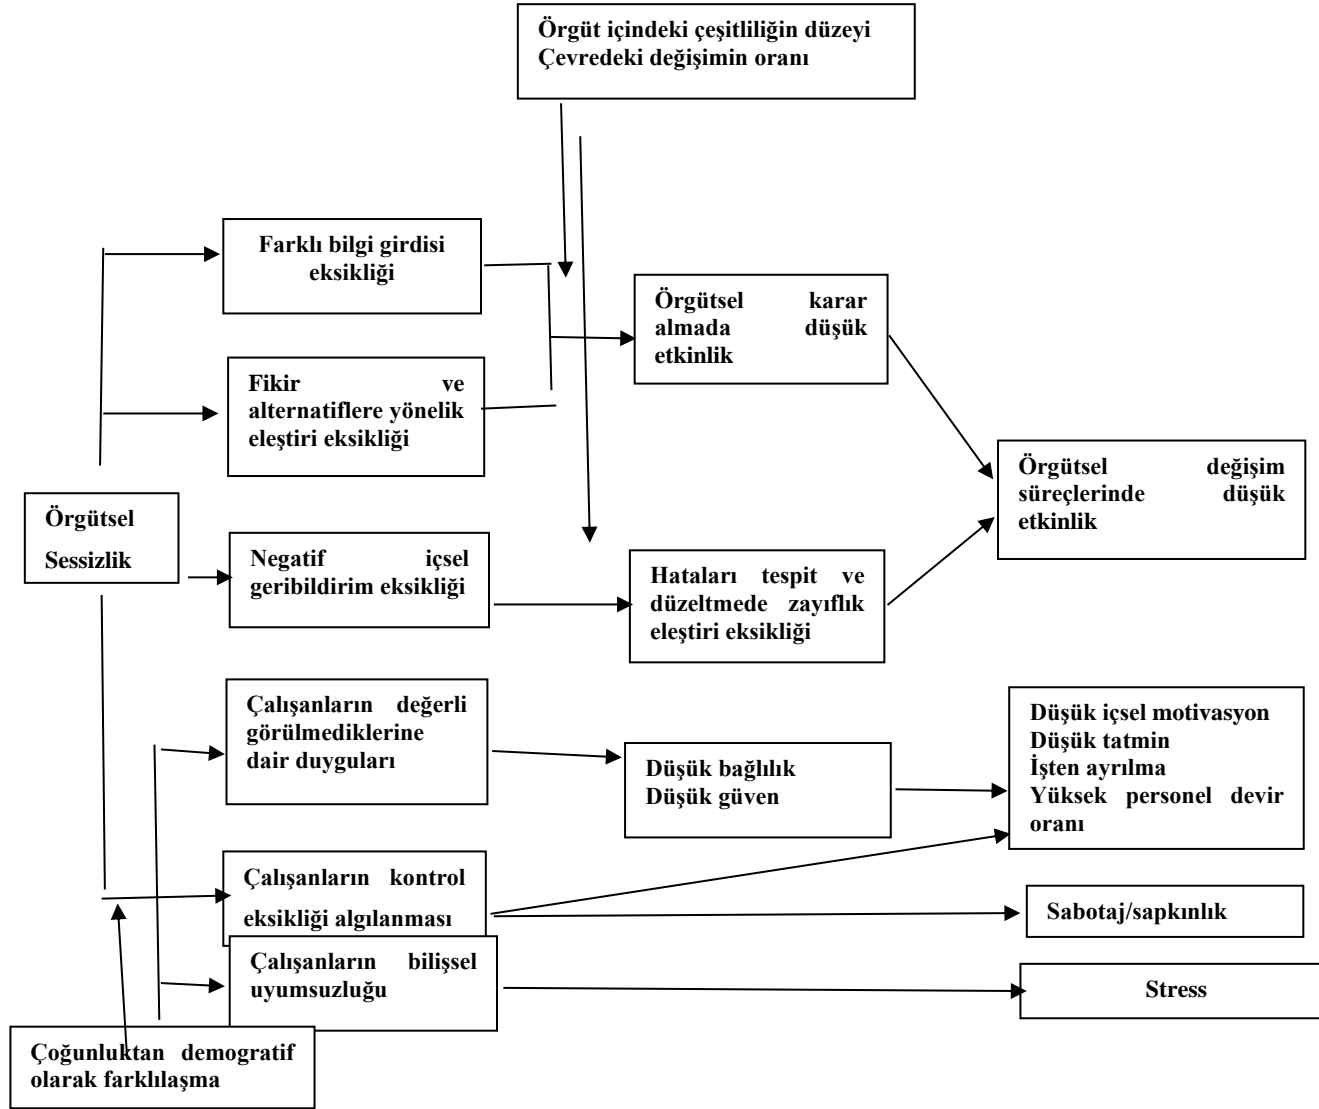 Örgüt içindeki çeşitliliğin düzeyi
Çevredeki değişimin oranı
Farklı bilgi girdisi
eksikliği
Örgütsel karar
almada düşük
etkinlik
Fikir ve
alternatiflere yönelik
eleştiri eksikliği
Örgütsel değişim
süreçlerinde düşük
etkinlik
Örgütsel
Sessizlik
Negatif içsel
geribildirim eksikliği
Hataları tespit ve
düzeltmede zayıflık
eleştiri eksikliği
Çalışanların değerli
görülmediklerine
dair duyguları
Düşük bağlılık
Düşük güven
Düşük içsel motivasyon
Düşük tatmin
İşten ayrılma
Yüksek personel devir
oranı
Çalışanların kontrol
eksikliği algılanması
Sabotaj/sapkınlık
Çalışanların bilişsel
uyumsuzluğu
Stress
Çoğunluktan demogratif
olarak farklılaşma